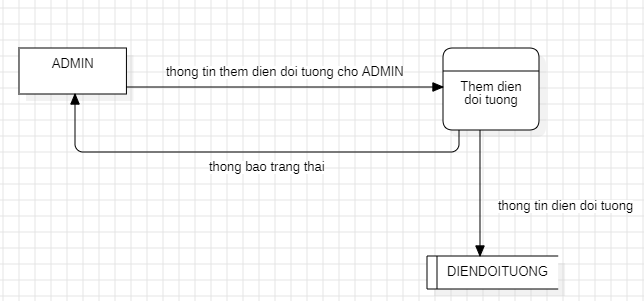 ADMIN
thong tin them dien doi tuong cho ADMIN
Them dien
doi tuong
thong bao trang thai
thong tin dien doi tuong
DIENDOITUONG